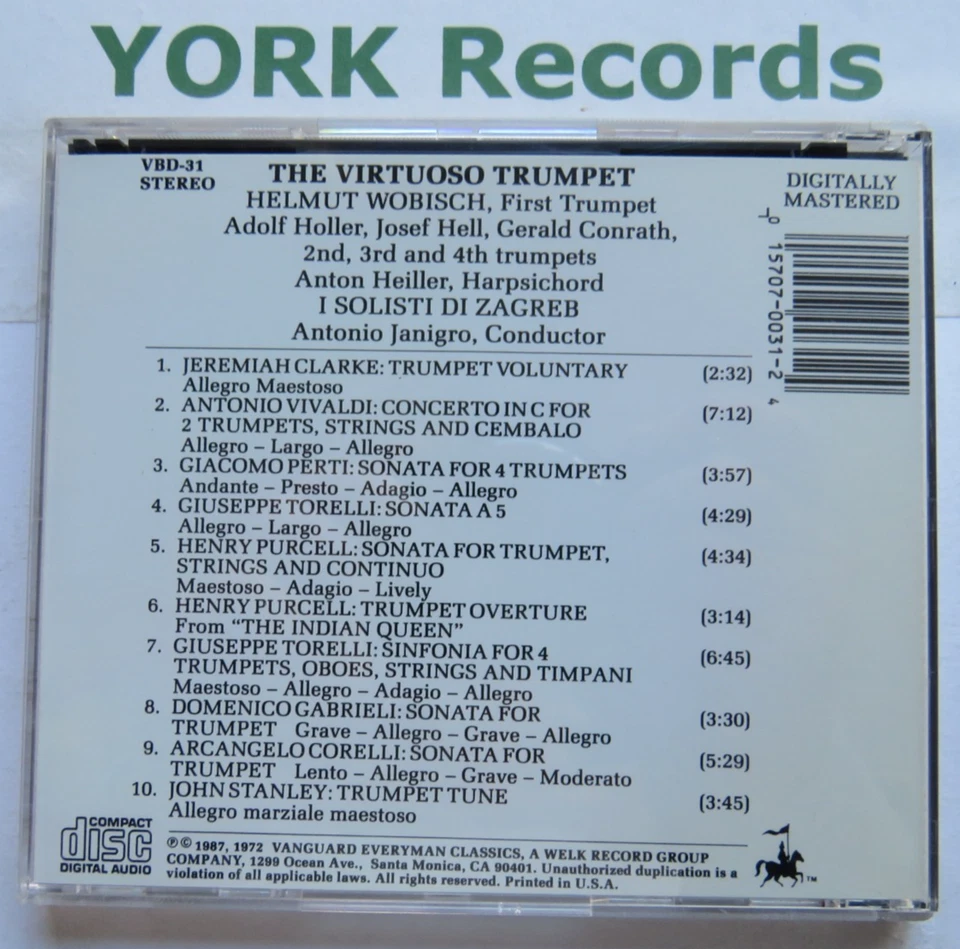 YORK Records
VBD-31
STEREO
THE VIRTUOSO TRUMPET
HELMUT WOBISCH, First Trumpet
Adolf Holler, Josef Hell, Gerald Conrath,
2nd, 3rd and 4th trumpets
Anton Heiller, Harpsichord
I SOLISTI DI ZAGREB
Antonio Janigro, Conductor
DIGITALLY
MASTERED
0 15707-0031-2 4
1. JEREMIAH CLARKE: TRUMPET VOLUNTARY (2:32)
Allegro Maestoso
2. ANTONIO VIVALDI: CONCERTO IN C FOR (7:12)
2 TRUMPETS, STRINGS AND CEMBALO
Allegro – Largo – Allegro
3. GIACOMO PERTI: SONATA FOR 4 TRUMPETS (3:57)
Andante – Presto – Adagio – Allegro
4. GIUSEPPE TORELLI: SONATA A 5 (4:29)
Allegro – Largo – Allegro
5. HENRY PURCELL: SONATA FOR TRUMPET, (4:34)
STRINGS AND CONTINUO
Maestoso – Adagio – Lively
6. HENRY PURCELL: TRUMPET OVERTURE (3:14)
From “THE INDIAN QUEEN”
7. GIUSEPPE TORELLI: SINFONIA FOR 4 (6:45)
TRUMPETS, OBOES, STRINGS AND TIMPANI
Maestoso – Allegro – Adagio – Allegro
8. DOMENICO GABRIELI: SONATA FOR (3:30)
TRUMPET Grave – Allegro – Grave – Allegro
9. ARCANGELO CORELLI: SONATA FOR (5:29)
TRUMPET Lento – Allegro – Grave – Moderato
10. JOHN STANLEY: TRUMPET TUNE (3:45)
Allegro marziale maestoso
COMPACT
disc
DIGITAL AUDIO
℗© 1987, 1972 VANGUARD EVERYMAN CLASSICS, A WELK RECORD GROUP
COMPANY, 1299 Ocean Ave., Santa Monica, CA 90401. Unauthorized duplication is a
violation of all applicable laws. All rights reserved. Printed in U.S.A.
TM